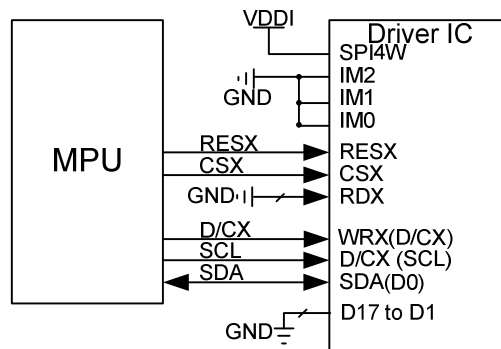 VDDI
Driver IC
SPI4W
IM2
GND
IM1
IM0
MPU
RESX
RESX
CSX
CSX
GND
RDX
D/CX
WRX(D/CX)
SCL
D/CX (SCL)
SDA
SDA(D0)
D17 to D1
GND